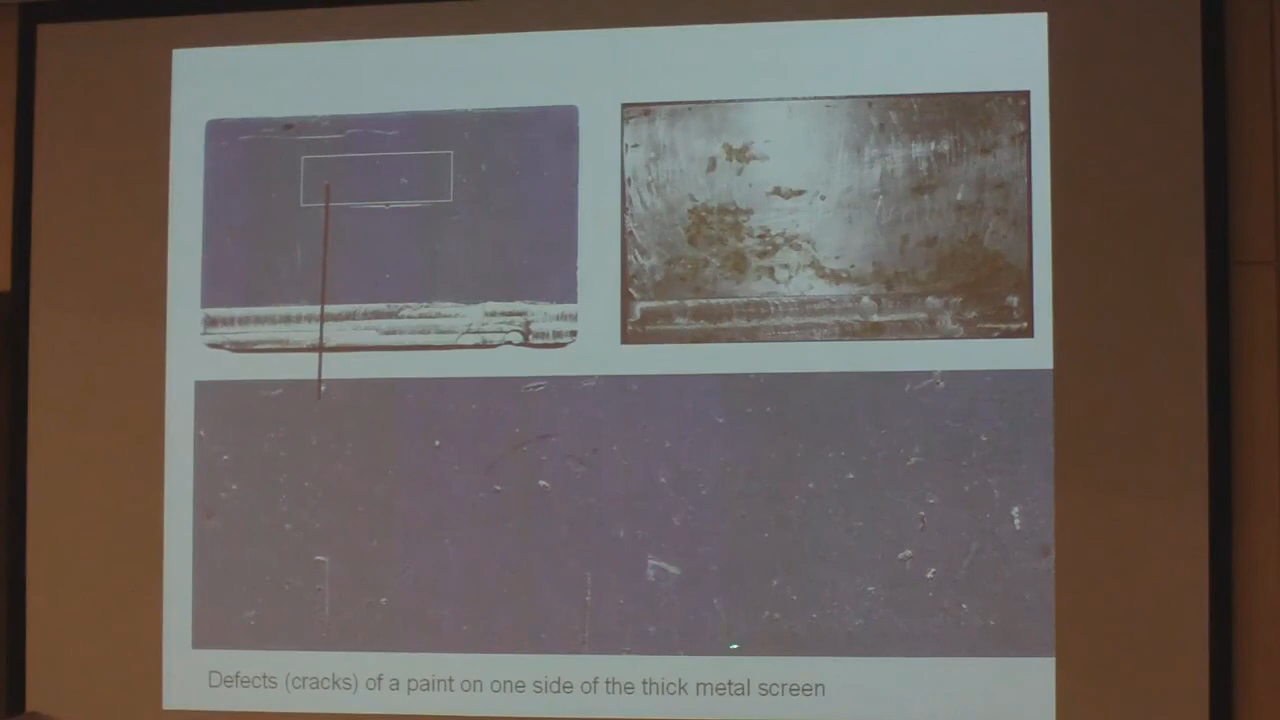 Defects (cracks) of a paint on one side of the thick metal screen